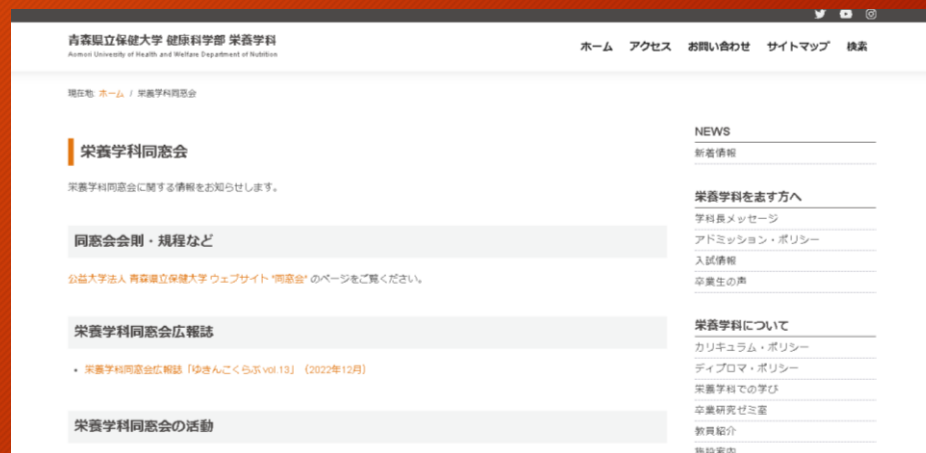 青森県立保健大学 健康科学部 栄養学科
Aomori University of Health and Welfare Department of Nutrition
ホーム アクセス お問い合わせ サイトマップ 検索
現在地: ホーム / 栄養学科同窓会
栄養学科同窓会
栄養学科同窓会に関する情報をお知らせします。
同窓会会則・規程など
公益大学法人 青森県立保健大学 ウェブサイト "同窓会" のページをご覧ください。
栄養学科同窓会広報誌
• 栄養学科同窓会広報誌「ゆきんこくらぶ vol.13」（2022年12月）
栄養学科同窓会の活動
NEWS
新着情報
栄養学科を志す方へ
学科長メッセージ
アドミッション・ポリシー
入試情報
卒業生の声
栄養学科について
カリキュラム・ポリシー
ディプロマ・ポリシー
栄養学科での学び
卒業研究ゼミ室
教員紹介
施設案内